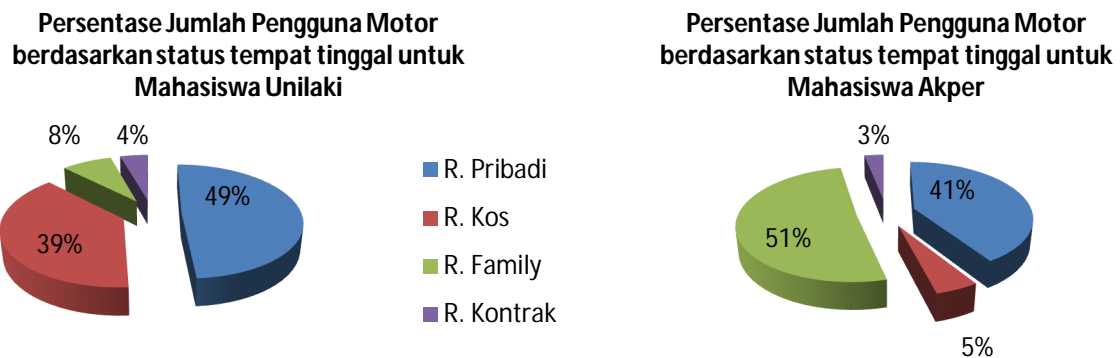 Persentase Jumlah Pengguna Motor
berdasarkan status tempat tinggal untuk
Mahasiswa Unilaki
8%
4%
49%
39%
R. Pribadi
R. Kos
R. Family
R. Kontrak
Persentase Jumlah Pengguna Motor
berdasarkan status tempat tinggal untuk
Mahasiswa Akper
3%
41%
51%
5%